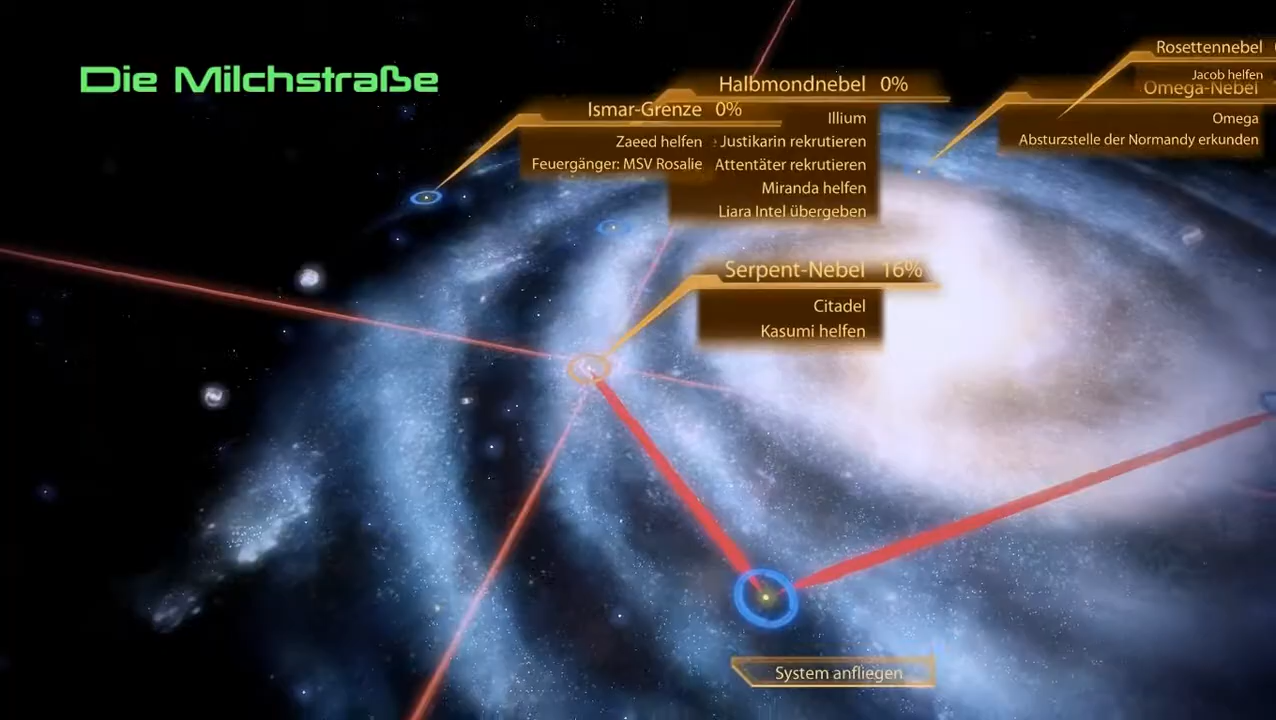 Die Milchstraße
Rosettennebel
Jacob helfen
Omega-Nebel
Omega
Absturzstelle der Normandy erkunden
Halbmondnebel 0%
Illium
Justikarin rekrutieren
Attentäter rekrutieren
Miranda helfen
Liara Intel übergeben
Ismar-Grenze 0%
Zaeed helfen
Feuergänger: MSV Rosalie
Serpent-Nebel 16%
Citadel
Kasumi helfen
System anfliegen